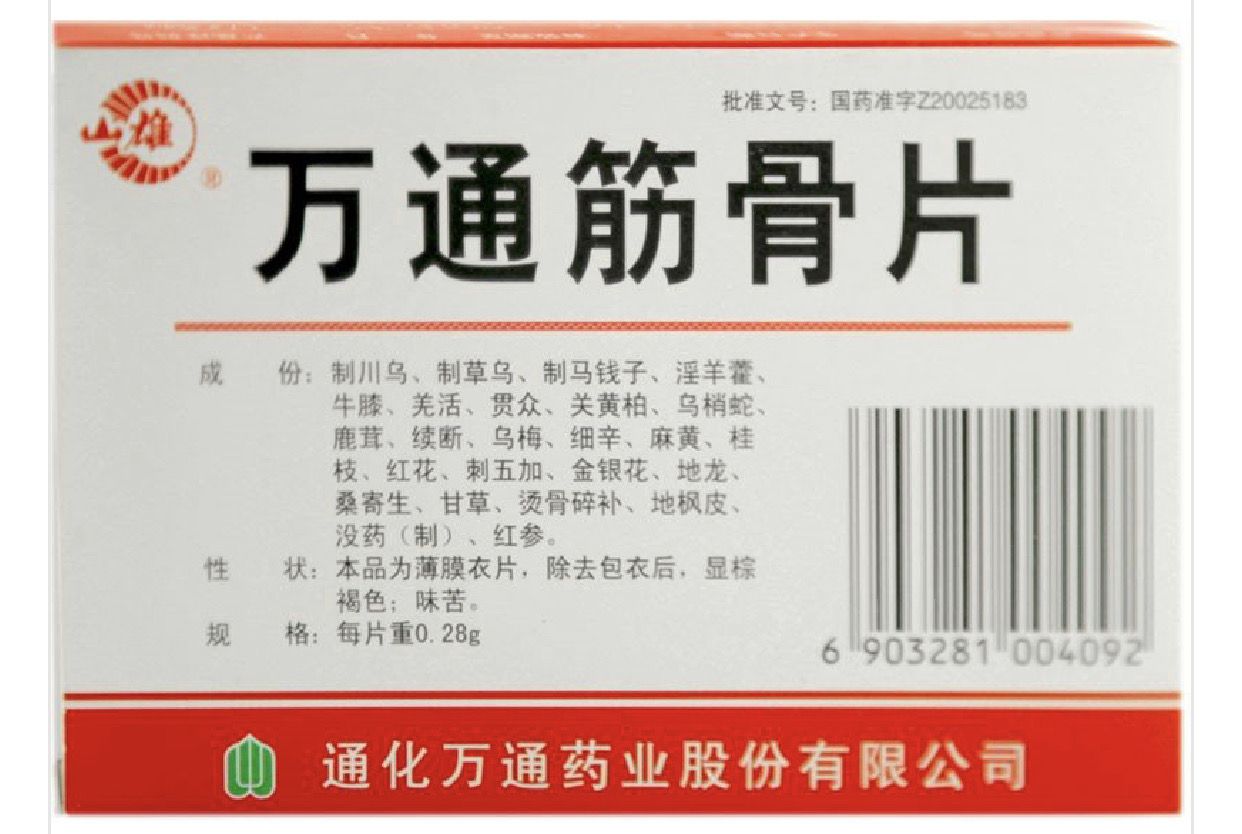 山雄
®
批准文号：国药准字Z20025183
万通筋骨片
成 份：制川乌、制草乌、制马钱子、淫羊藿、
牛膝、羌活、贯众、关黄柏、乌梢蛇、
鹿茸、续断、乌梅、细辛、麻黄、桂
枝、红花、刺五加、金银花、地龙、
桑寄生、甘草、烫骨碎补、地枫皮、
没药（制）、红参。
性 状：本品为薄膜衣片，除去包衣后，显棕
褐色；味苦。
规 格：每片重0.28g
6 903281 004092
通化万通药业股份有限公司